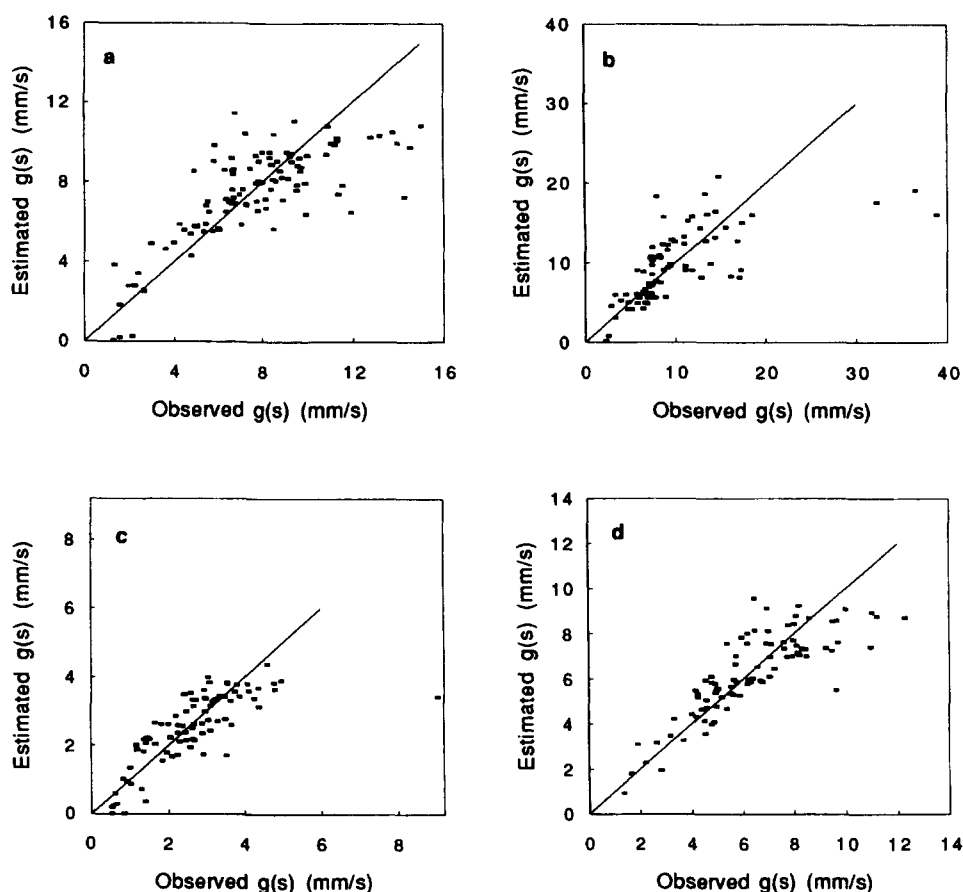 a
16
12
8
4
0
Estimated g(s) (mm/s)
0 4 8 12 16
Observed g(s) (mm/s)
b
40
30
20
10
0
Estimated g(s) (mm/s)
0 10 20 30 40
Observed g(s) (mm/s)
c
8
6
4
2
0
Estimated g(s) (mm/s)
0 2 4 6 8
Observed g(s) (mm/s)
d
14
12
10
8
6
4
2
0
Estimated g(s) (mm/s)
0 2 4 6 8 10 12 14
Observed g(s) (mm/s)